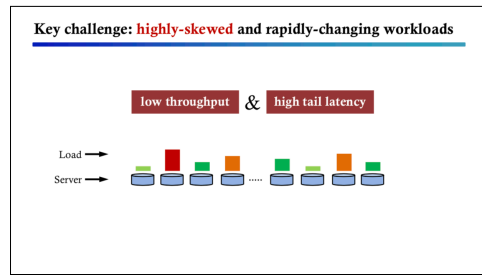 Key challenge: highly-skewed and rapidly-changing workloads
low throughput & high tail latency
Load
Server
.....